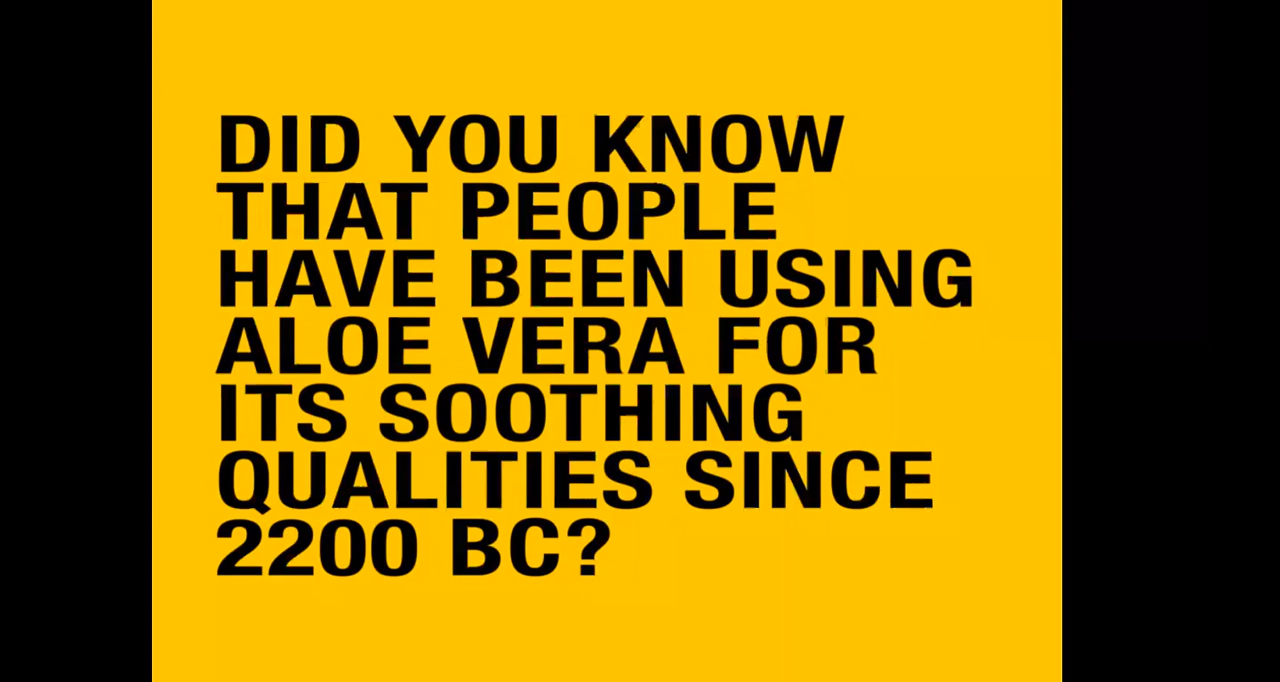 DID YOU KNOW
THAT PEOPLE
HAVE BEEN USING
ALOE VERA FOR
ITS SOOTHING
QUALITIES SINCE
2200 BC?